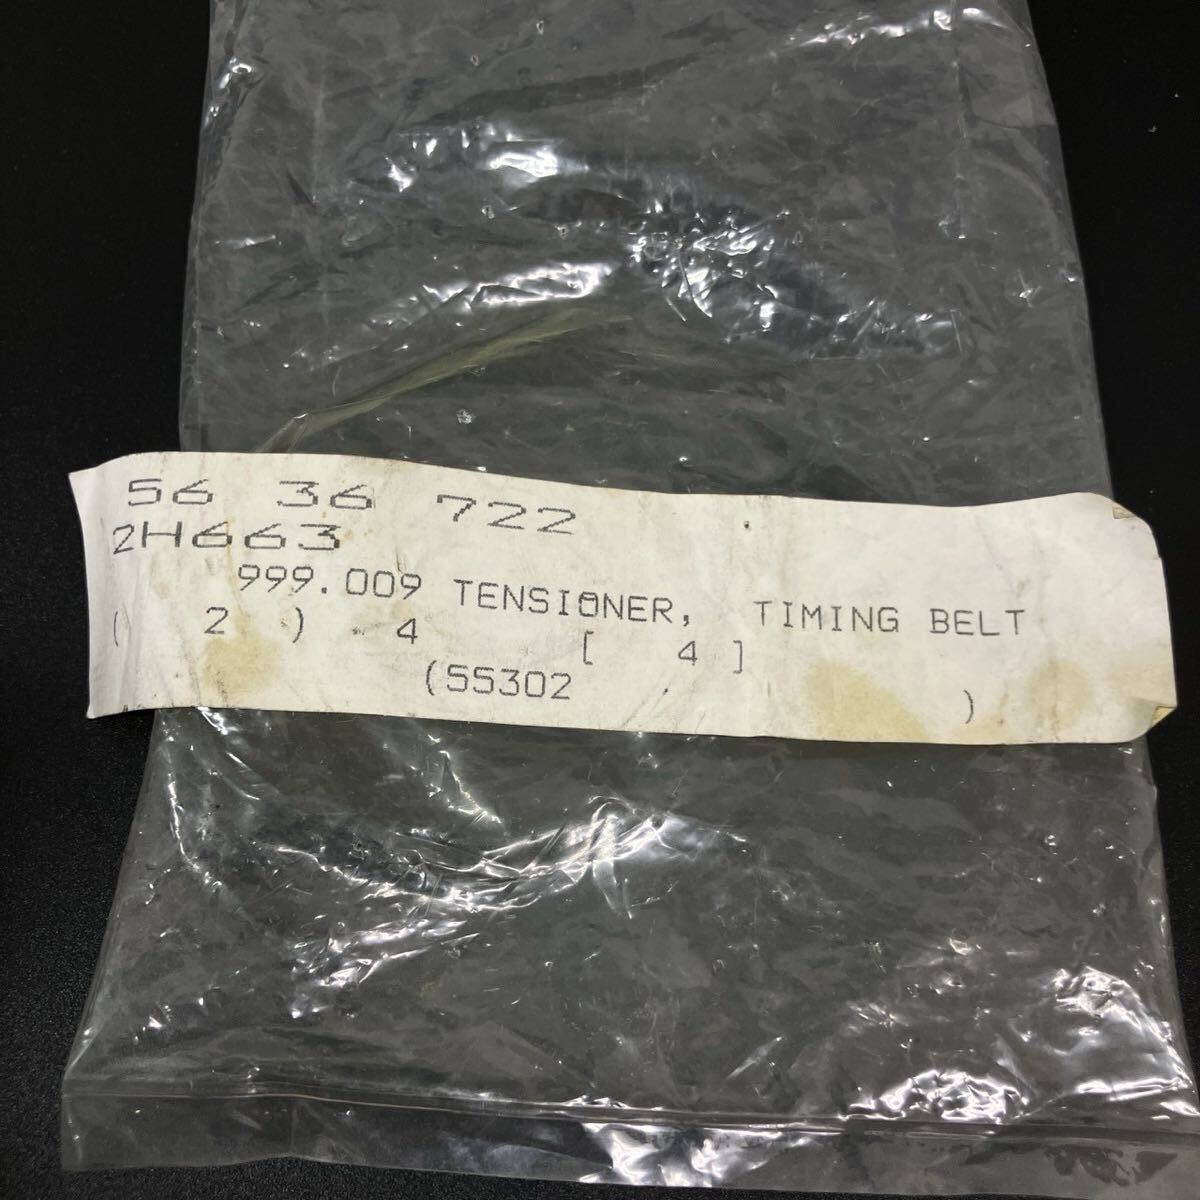 56 36 722
2H663
999.009 TENSIONER, TIMING BELT
( 2 ) 4 [ 4 ]
(55302 )